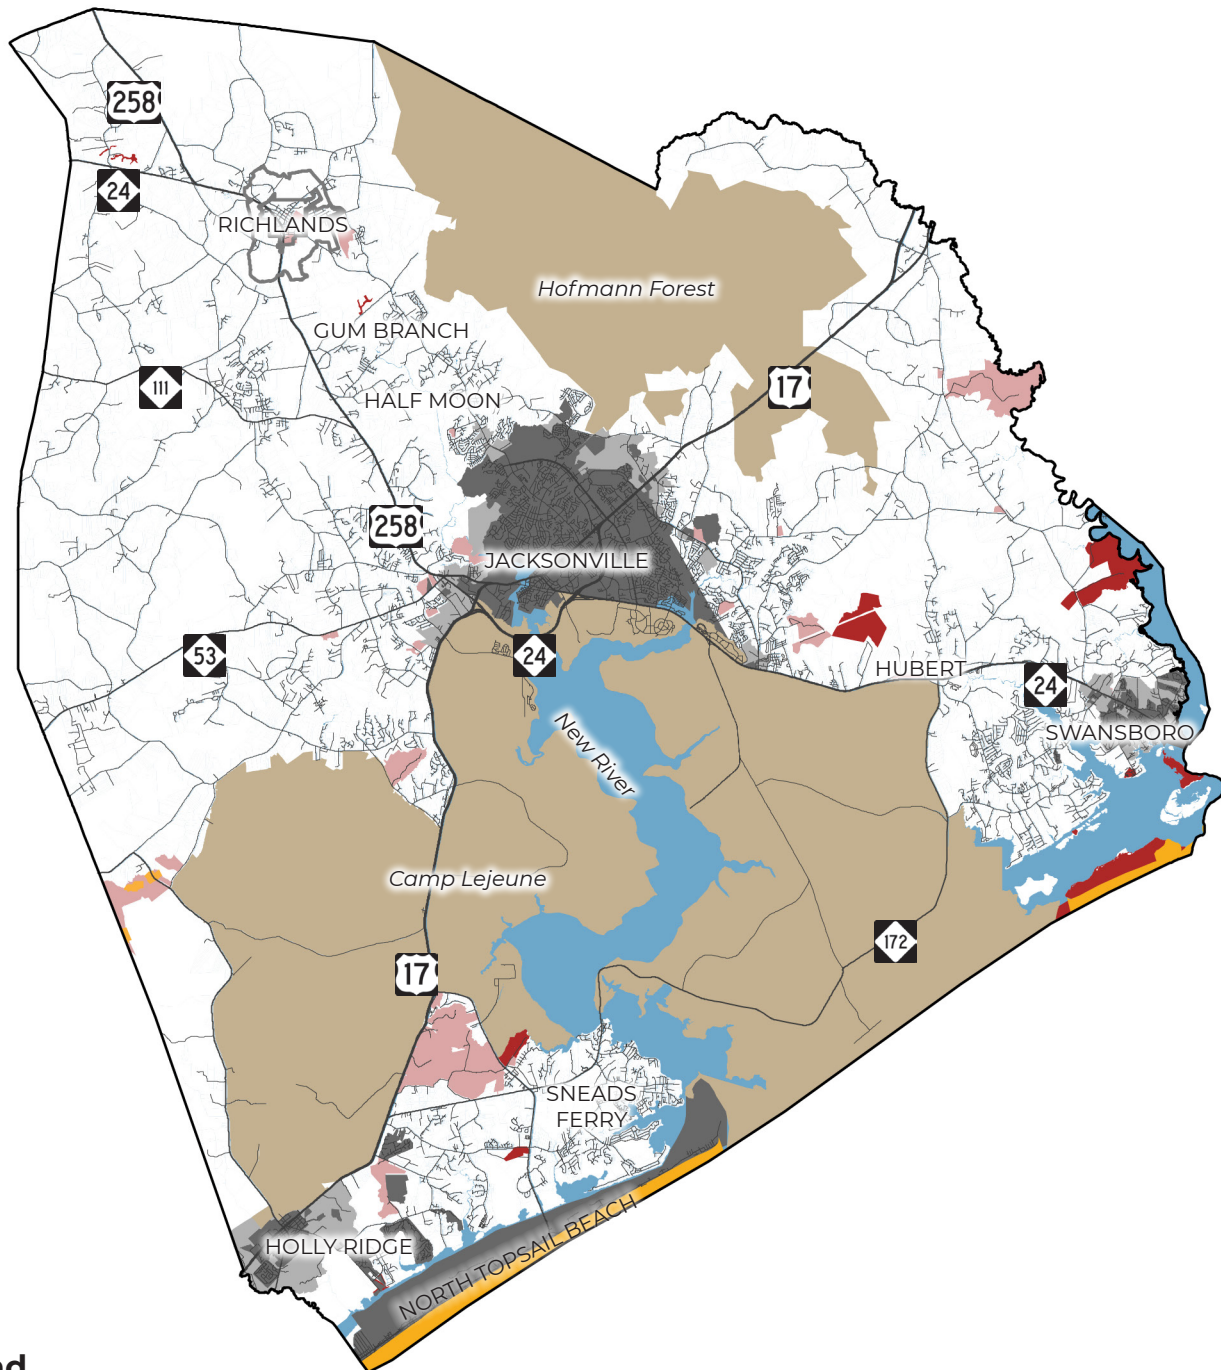 258
24
RICHLANDS
Hofmann Forest
GUM BRANCH
111
17
HALF MOON
258
JACKSONVILLE
53
24
HUBERT
24
SWANSBORO
New River
Camp Lejeune
172
17
SNEADS
FERRY
HOLLY RIDGE
NORTH TOPSAIL BEACH